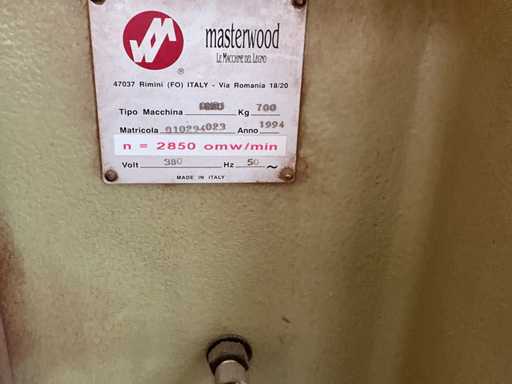 masterwood
LE MACCHINE DEL LEGNO
®
47037 Rimini (FO) ITALY - Via Romania 18/20
Tipo Macchina Kg 700
Matricola 010294023 Anno 1994
n = 2850 omw/min
Volt 380 Hz 50 ~
MADE IN ITALY